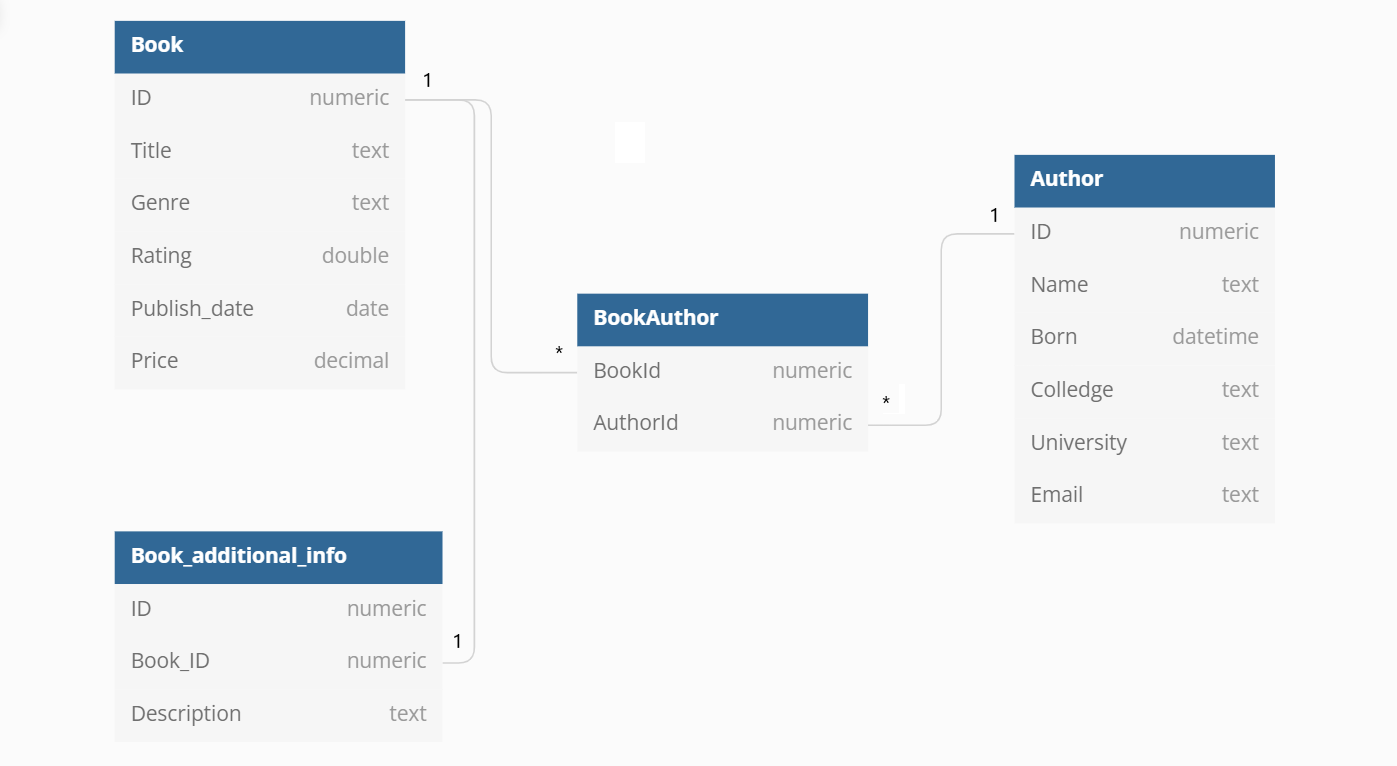 Book
1
ID numeric
Title text
Genre text
Rating double
Publish_date date
Price decimal
BookAuthor
*
BookId numeric
*
AuthorId numeric
Author
1
ID numeric
Name text
Born datetime
Colledge text
University text
Email text
Book_additional_info
ID numeric
1
Book_ID numeric
Description text